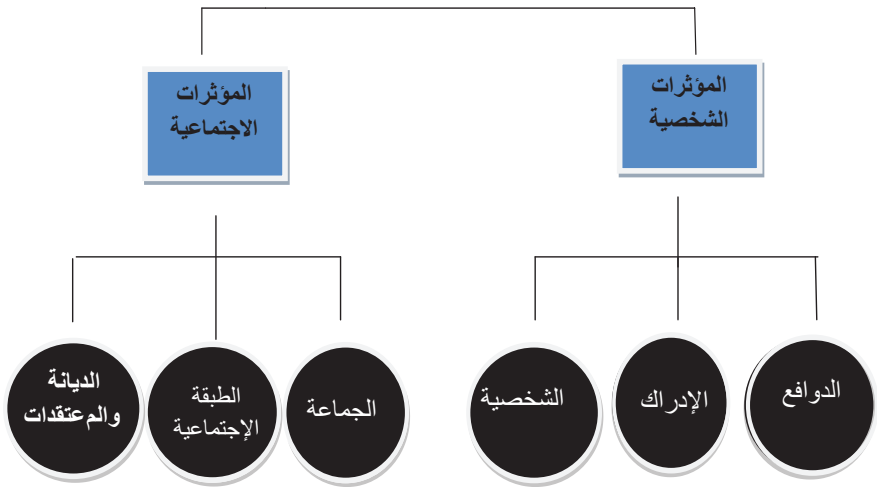 المؤثرات
الشخصية
المؤثرات
الاجتماعية
الدوافع
الإدراك
الشخصية
الجماعة
الطبقة
الإجتماعية
الديانة
والمعتقدات